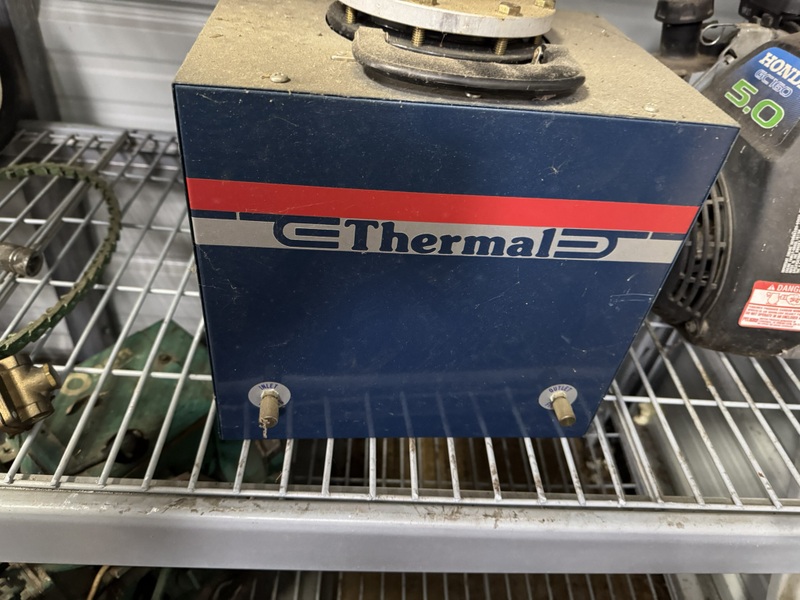 Thermal
INLET
OUTLET
HONDA
GC160
5.0
DANGER